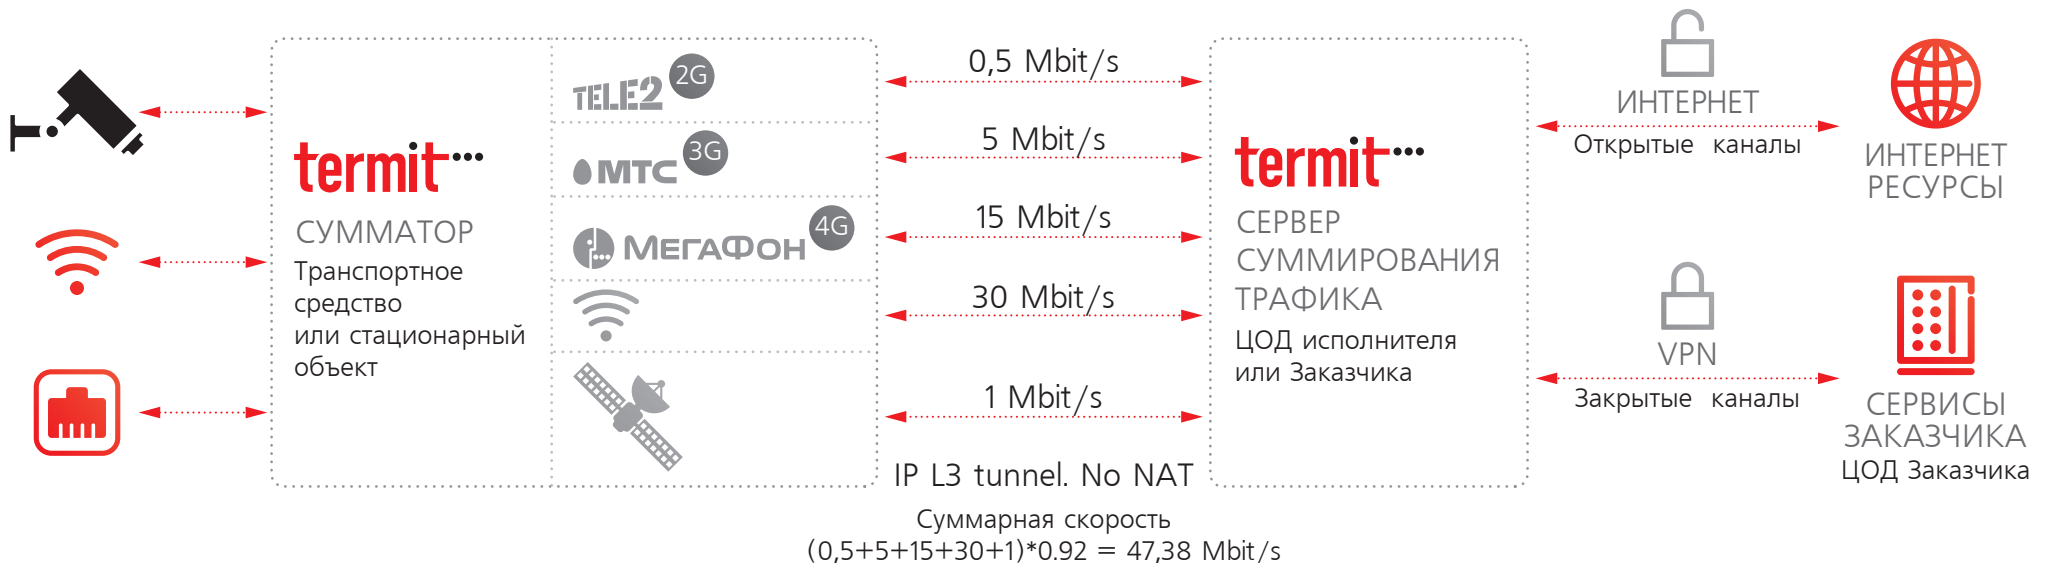 termit
СУММАТОР
Транспортное
средство
или стационарный
объект
TELE2 2G
МТС 3G
МЕГАФОН 4G
0,5 Mbit/s
5 Mbit/s
15 Mbit/s
30 Mbit/s
1 Mbit/s
IP L3 tunnel. No NAT
Суммарная скорость
(0,5+5+15+30+1)*0.92 = 47,38 Mbit/s
termit
СЕРВЕР
СУММИРОВАНИЯ
ТРАФИКА
ЦОД исполнителя
или Заказчика
ИНТЕРНЕТ
Открытые каналы
VPN
Закрытые каналы
ИНТЕРНЕТ
РЕСУРСЫ
СЕРВИСЫ
ЗАКАЗЧИКА
ЦОД Заказчика